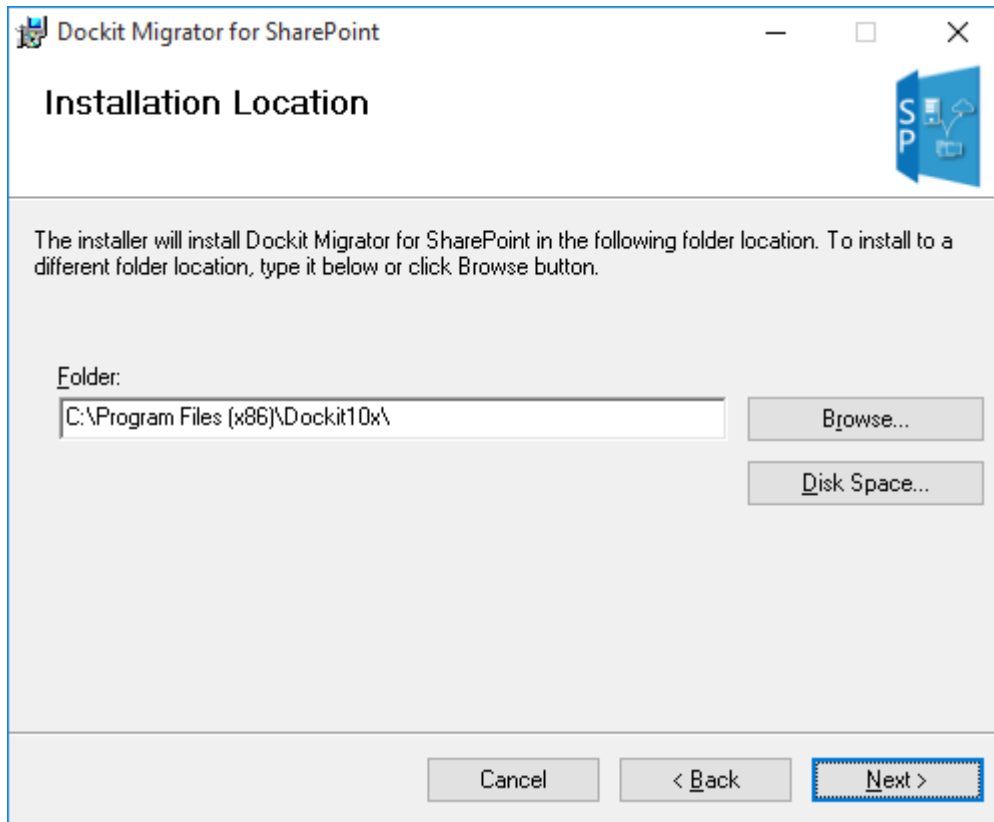 Dockit Migrator for SharePoint
Installation Location
S
P
The installer will install Dockit Migrator for SharePoint in the following folder location. To install to a
different folder location, type it below or click Browse button.
Folder:
C:\Program Files (x86)\Dockit10x\
Browse...
Disk Space...
Cancel
< Back
Next >